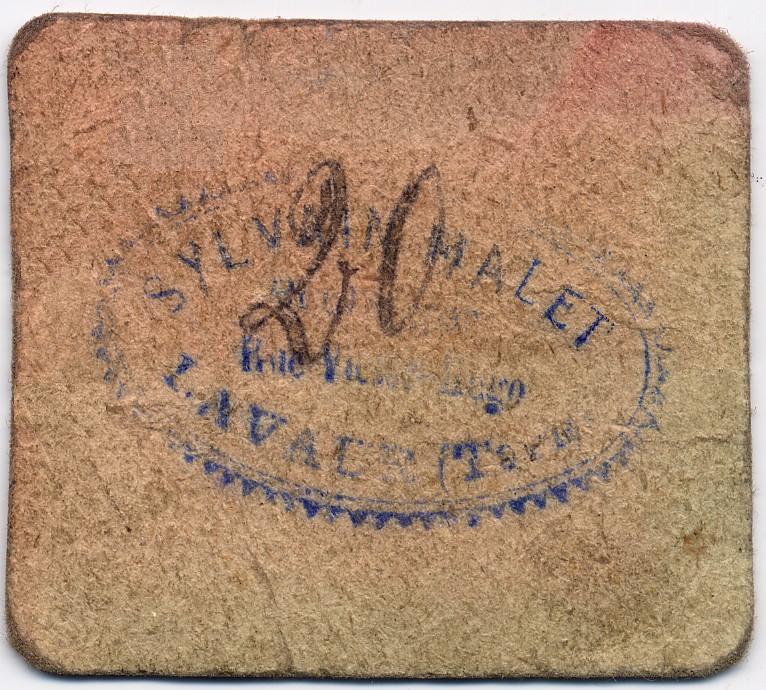 SYLVAIN MALET
20
Rue Victor-Hugo
LAVAUR (Tarn)